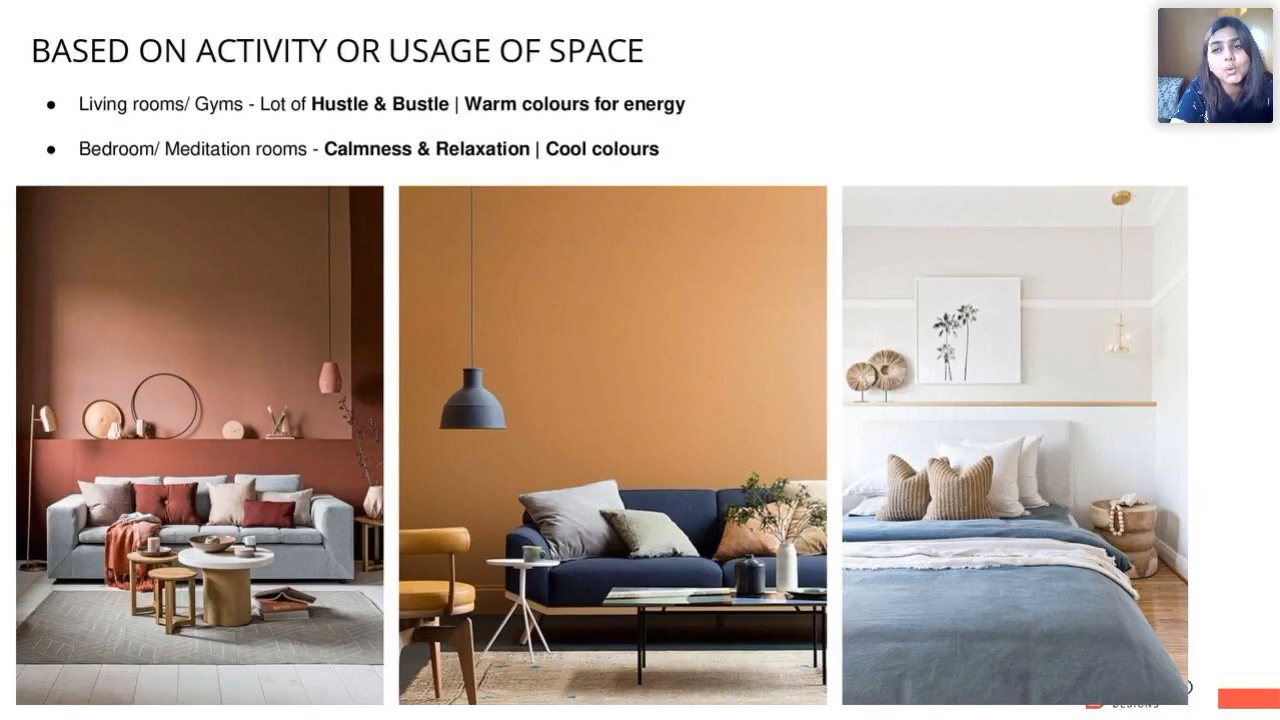 BASED ON ACTIVITY OR USAGE OF SPACE
● Living rooms/ Gyms - Lot of Hustle & Bustle | Warm colours for energy
● Bedroom/ Meditation rooms - Calmness & Relaxation | Cool colours
DESIGNS